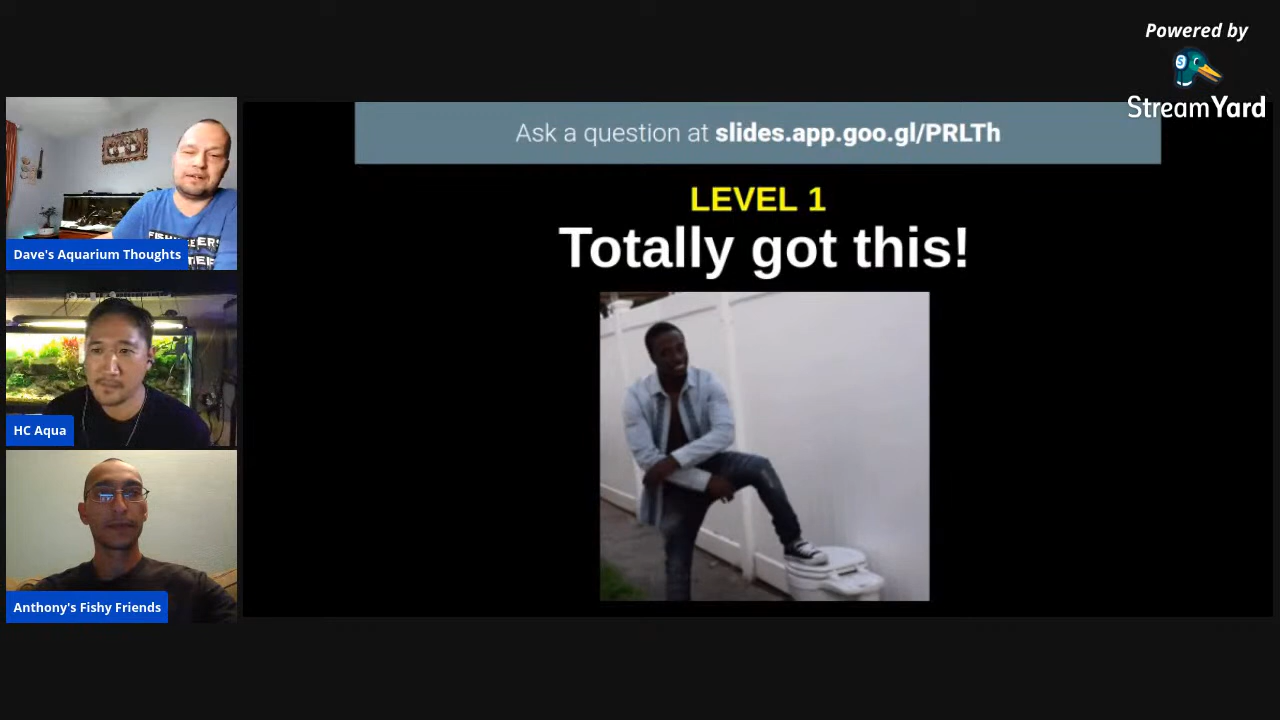 Powered by
StreamYard
Ask a question at slides.app.goo.gl/PRLTh
LEVEL 1
Totally got this!
Dave's Aquarium Thoughts
HC Aqua
Anthony's Fishy Friends